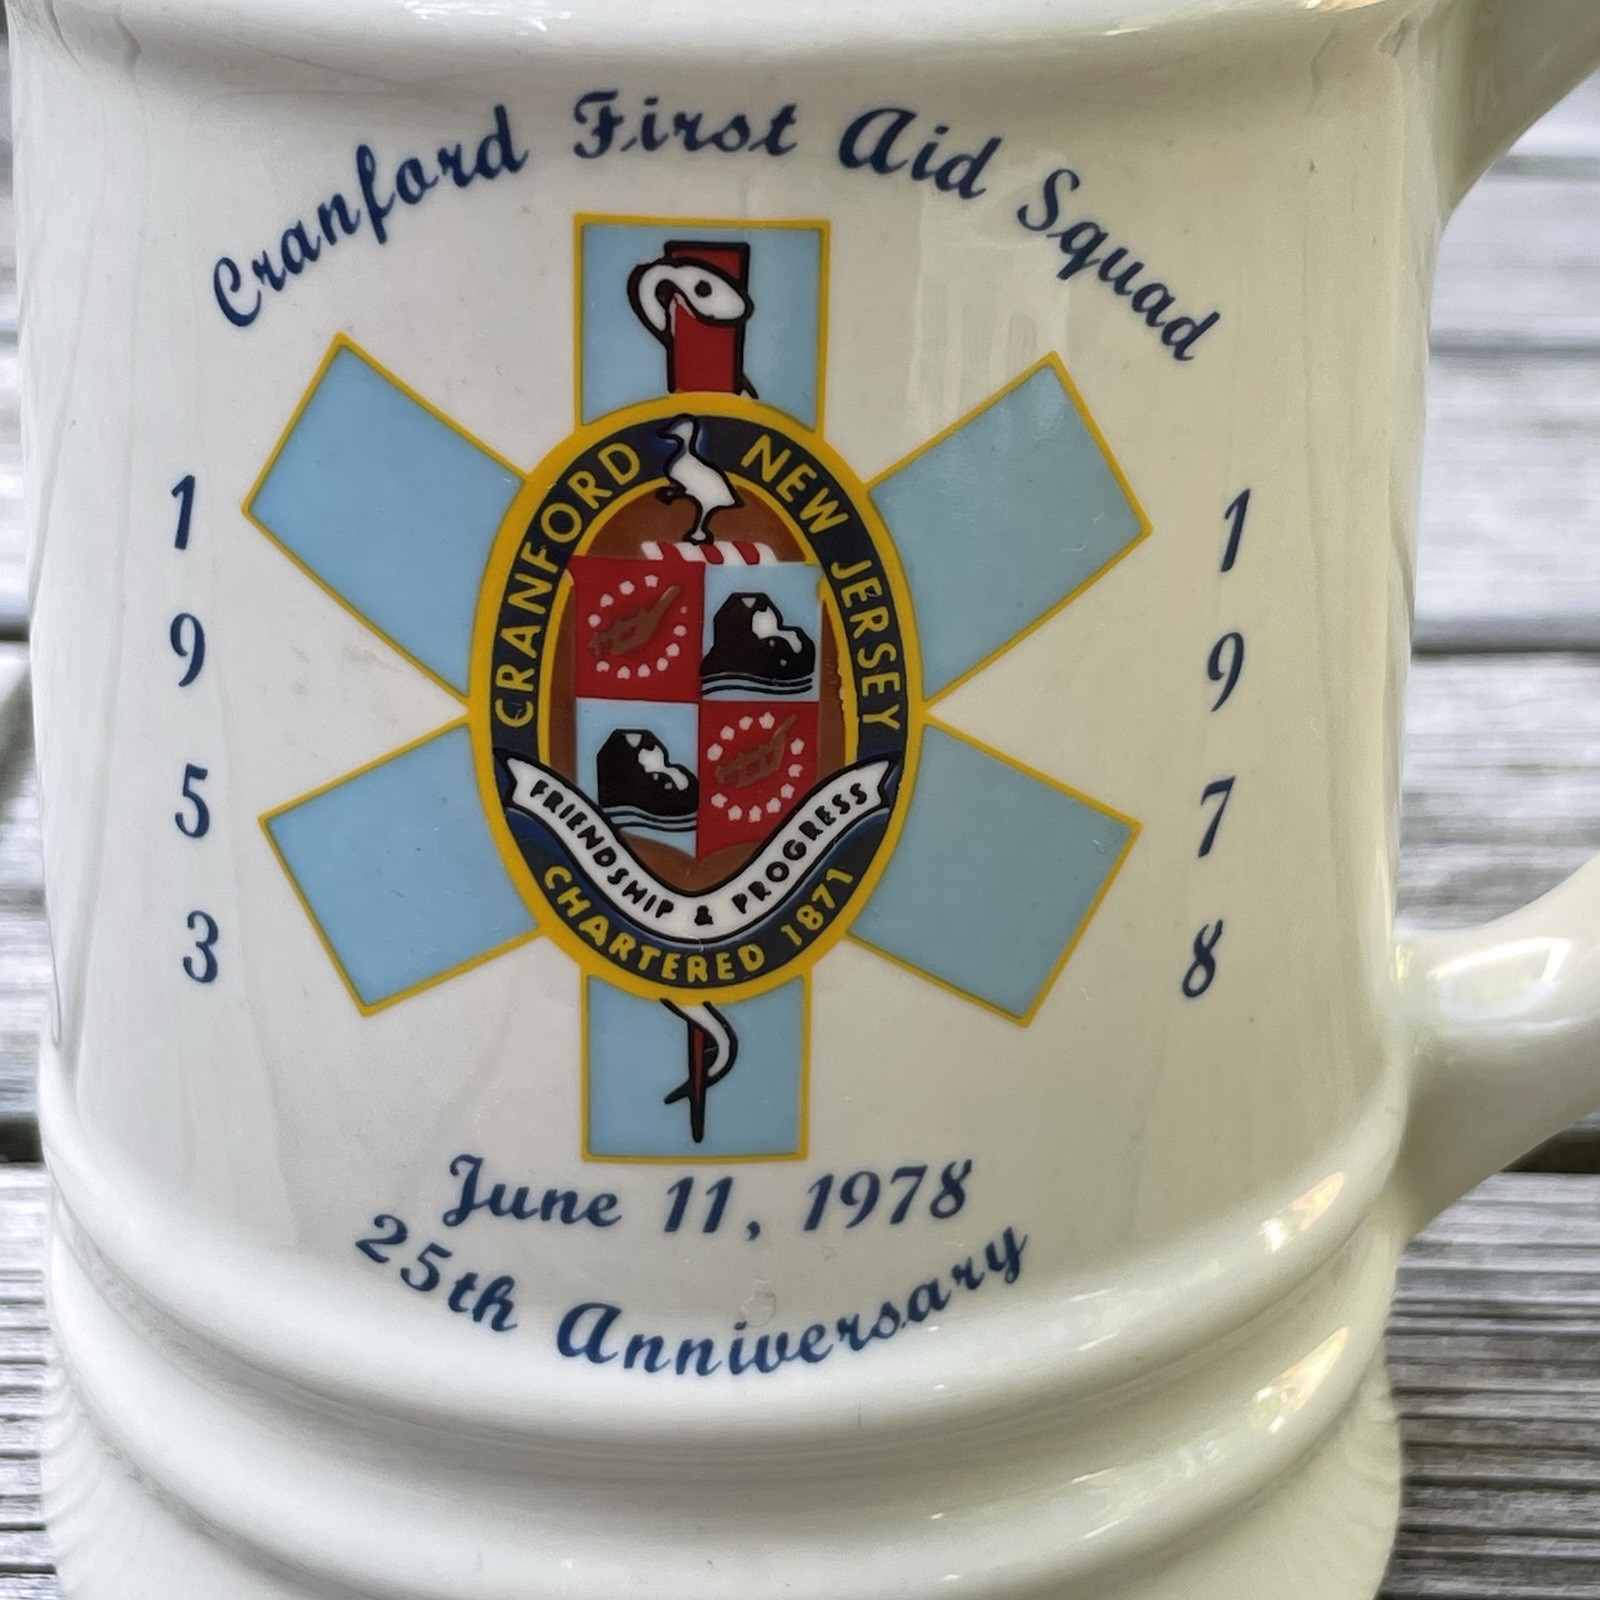 Cranford First Aid Squad
1953
1978
CRANFORD NEW JERSEY
FRIENDSHIP & PROGRESS
CHARTERED 1871
June 11, 1978
25th Anniversary